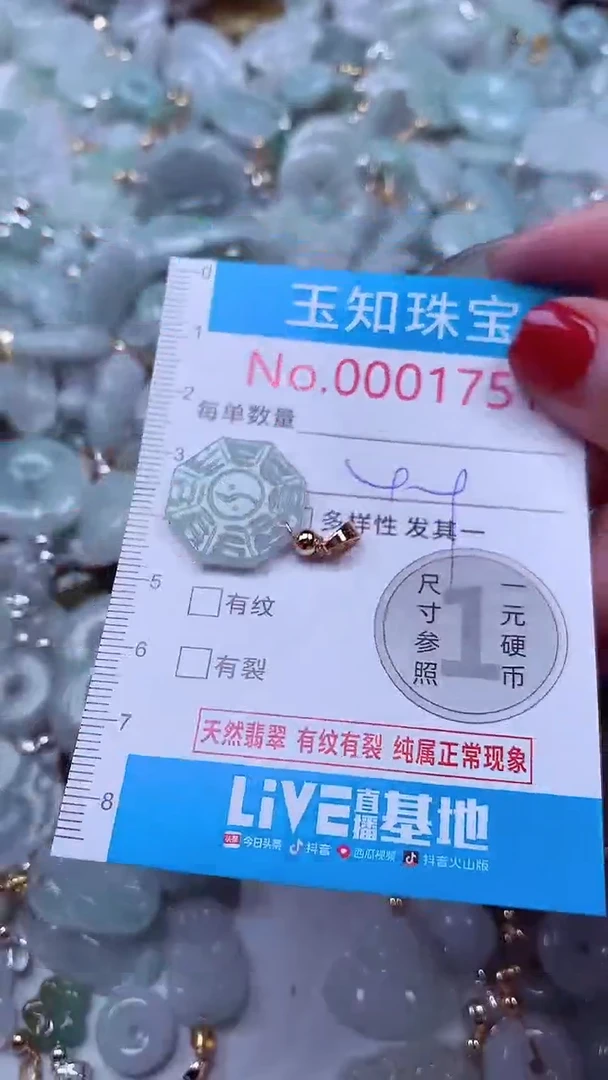 0
玉知珠宝
1
No.000175
2
每单数量
3
多样性 发其一
5
有纹
尺寸参照
1
一元硬币
6
有裂
7
天然翡翠 有纹有裂 纯属正常现象
8
LiVE直播基地
头条 今日头条 抖音 西瓜视频 抖音火山版